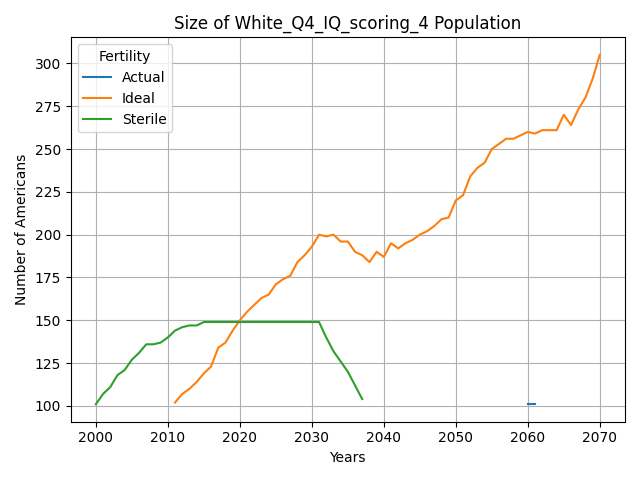 Size of White_Q4_IQ_scoring_4 Population
Fertility
Actual
Ideal
Sterile
Number of Americans
300
275
250
225
200
175
150
125
100
2000 2010 2020 2030 2040 2050 2060 2070
Years